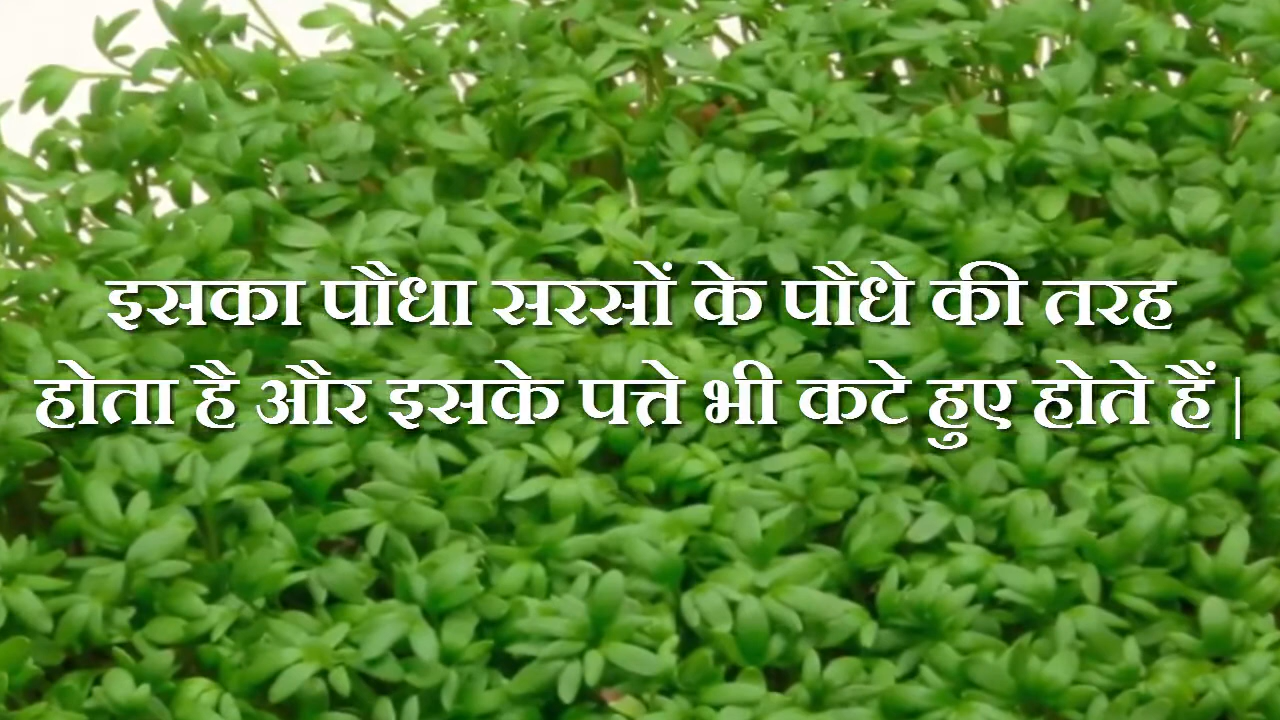 इसका पौधा सरसों के पौधे की तरह
होता है और इसके पत्ते भी कटे हुए होते हैं |